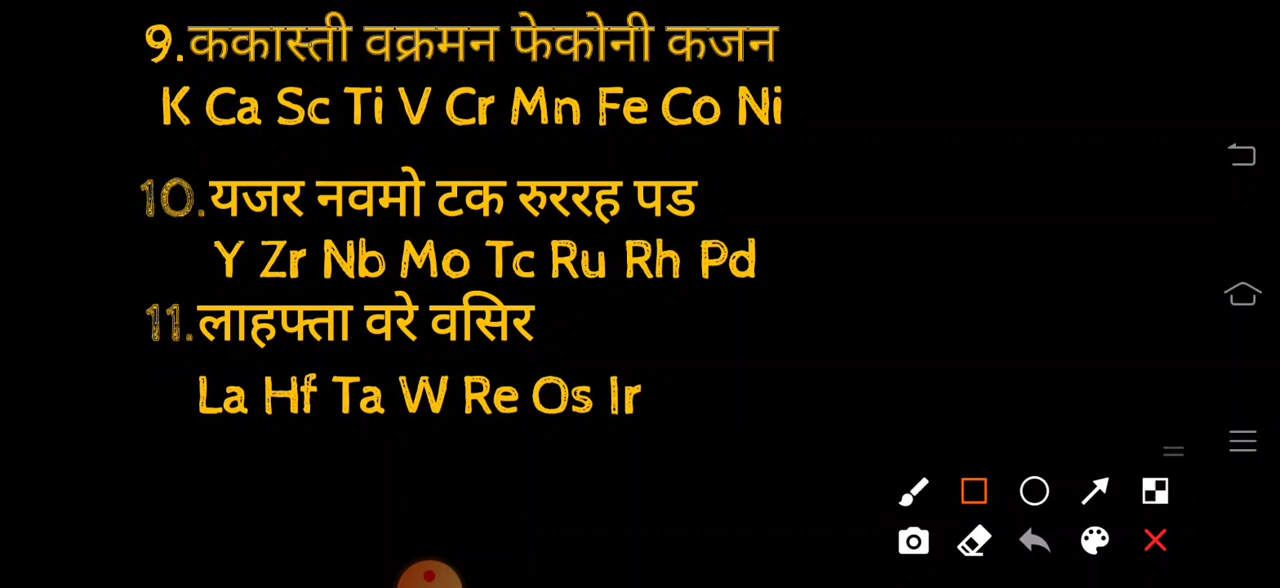 9.ककास्ती वक्रमन फेकोनी कजन
K Ca Sc Ti V Cr Mn Fe Co Ni
10.यजर नवमो टक रुररह पड
Y Zr Nb Mo Tc Ru Rh Pd
11.लाहफ्ता वरे वसिर
La Hf Ta W Re Os Ir